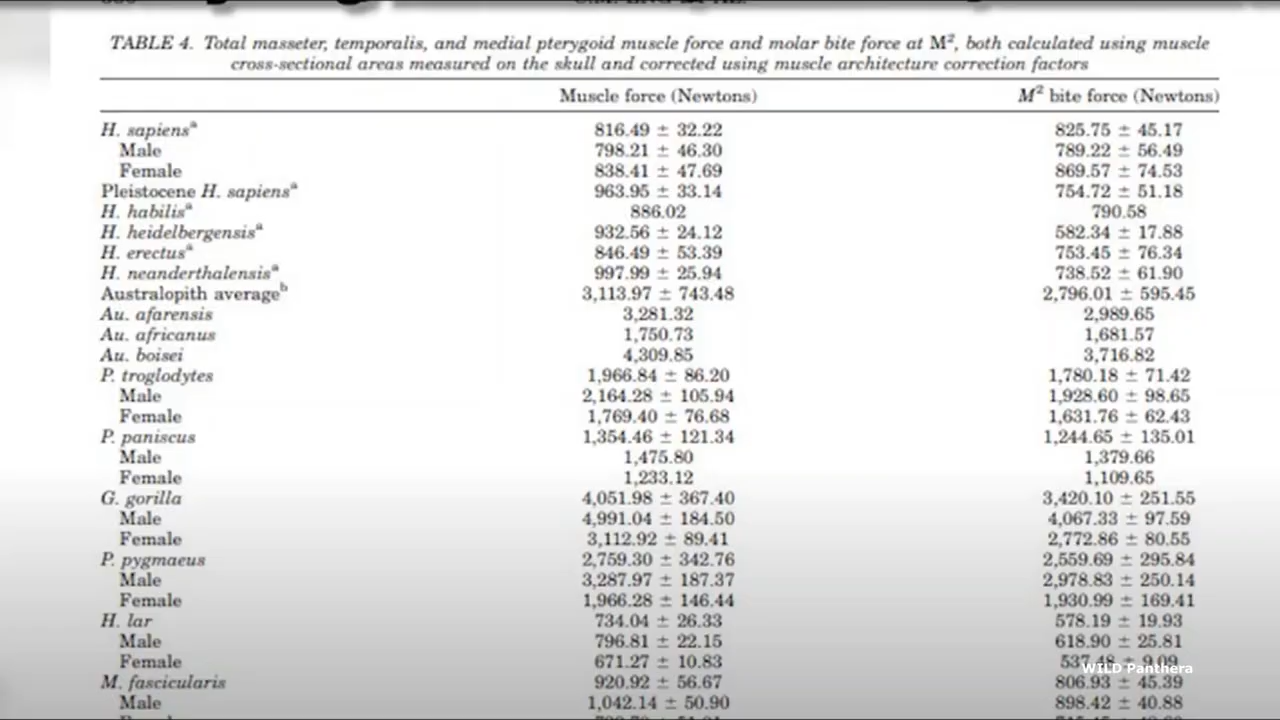 TABLE 4. Total masseter, temporalis, and medial pterygoid muscle force and molar bite force at M², both calculated using muscle
cross-sectional areas measured on the skull and corrected using muscle architecture correction factors
Muscle force (Newtons) M² bite force (Newtons)
H. sapiensᵃ 816.49 ± 32.22 825.75 ± 45.17
Male 798.21 ± 46.30 789.22 ± 56.49
Female 838.41 ± 47.69 869.57 ± 74.53
Pleistocene H. sapiensᵃ 963.95 ± 33.14 754.72 ± 51.18
H. habilisᵃ 886.02 790.58
H. heidelbergensisᵃ 932.56 ± 24.12 582.34 ± 17.88
H. erectusᵃ 846.49 ± 53.39 753.45 ± 76.34
H. neanderthalensisᵃ 997.99 ± 25.94 738.52 ± 61.90
Australopith averageᵇ 3,113.97 ± 743.48 2,796.01 ± 595.45
Au. afarensis 3,281.32 2,989.65
Au. africanus 1,750.73 1,681.57
Au. boisei 4,309.85 3,716.82
P. troglodytes 1,966.84 ± 86.20 1,780.18 ± 71.42
Male 2,164.28 ± 105.94 1,928.60 ± 98.65
Female 1,769.40 ± 76.68 1,631.76 ± 62.43
P. paniscus 1,354.46 ± 121.34 1,244.65 ± 135.01
Male 1,475.80 1,379.66
Female 1,233.12 1,109.65
G. gorilla 4,051.98 ± 367.40 3,420.10 ± 251.55
Male 4,991.04 ± 184.50 4,067.33 ± 97.59
Female 3,112.92 ± 89.41 2,772.86 ± 80.55
P. pygmaeus 2,759.30 ± 342.76 2,559.69 ± 295.84
Male 3,287.97 ± 187.37 2,978.83 ± 250.14
Female 1,966.28 ± 146.44 1,930.99 ± 169.41
H. lar 734.04 ± 26.33 578.19 ± 19.93
Male 796.81 ± 22.15 618.90 ± 25.81
Female 671.27 ± 10.83
WILD Panthera
M. fascicularis 920.92 ± 56.67 806.93 ± 45.39
Male 1,042.14 ± 50.90 898.42 ± 40.88